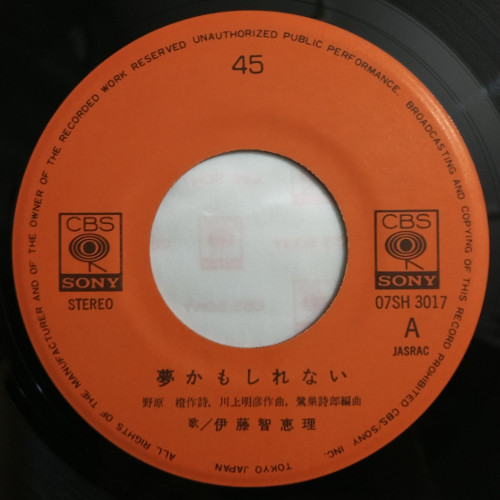 ALL RIGHTS OF THE MANUFACTURER AND OF THE OWNER OF THE RECORDED WORK RESERVED UNAUTHORIZED PUBLIC PERFORMANCE, BROADCASTING AND COPYING OF THIS RECORD PROHIBITED CBS/SONY INC.
TOKYO JAPAN
45
CBS
SONY
STEREO
CBS
SONY
07SH 3017
A
JASRAC
夢かもしれない
野原 橙作詩, 川上明彦作曲, 鷺巣詩郎編曲
歌/伊藤智恵理